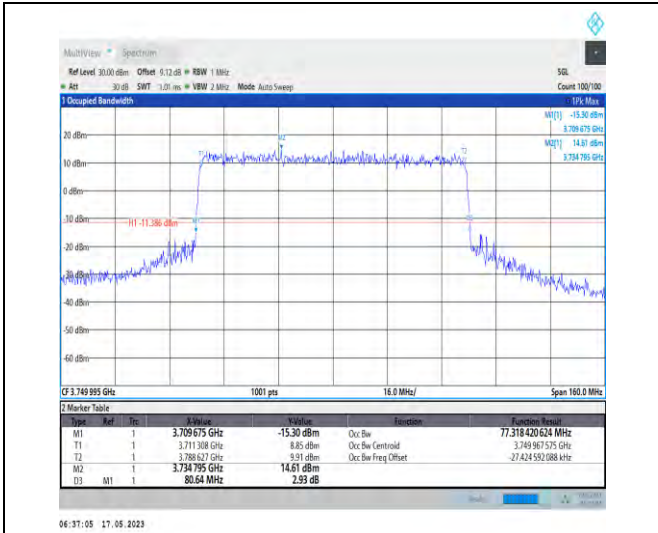 MultiView Spectrum
Ref Level 30.00 dBm Offset 9.12 dB RBW 1 MHz SGL
Att 30 dB SWT 1.01 ms VBW 2 MHz Mode Auto Sweep Count 100/100
1 Occupied Bandwidth 1Pk Max
M1[1] -15.30 dBm
3.709 675 GHz
M2[1] 14.61 dBm
3.734 795 GHz
20 dBm
M2
T1
T2
10 dBm
0 dBm
-10 dBm
H1 -11.386 dBm
M1
D3
-20 dBm
-30 dBm
-40 dBm
-50 dBm
-60 dBm
CF 3.749 995 GHz 1001 pts 16.0 MHz/ Span 160.0 MHz
2 Marker Table
Type Ref Trc X-Value Y-Value Function Function Result
M1 1 3.709 675 GHz -15.30 dBm Occ Bw 77.318 420 624 MHz
T1 1 3.711 308 GHz 8.85 dBm Occ Bw Centroid 3.749 967 575 GHz
T2 1 3.788 627 GHz 9.91 dBm Occ Bw Freq Offset -27.424 592 088 kHz
M2 1 3.734 795 GHz 14.61 dBm
D3 M1 1 80.64 MHz 2.93 dB
06:37:05 17.05.2023